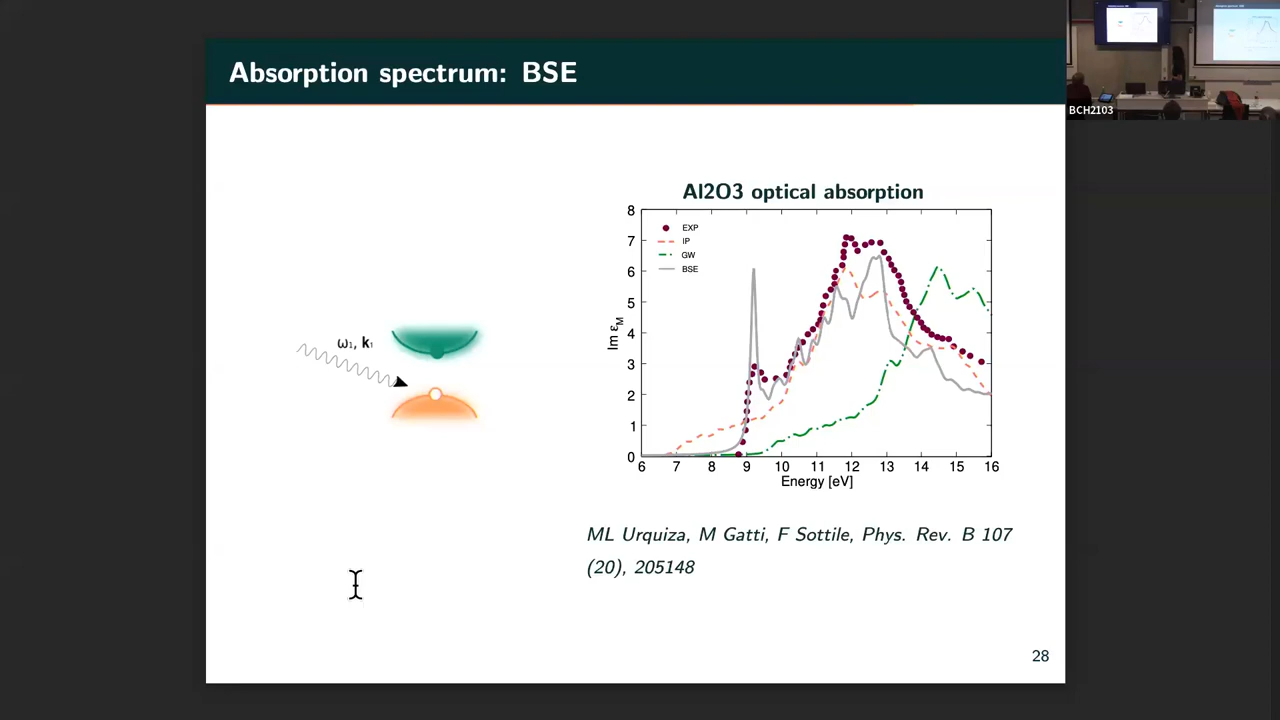 Absorption spectrum: BSE
BCH2103
ω1, k1
Al2O3 optical absorption
EXP
IP
GW
BSE
8
7
6
5
4
3
2
1
0
Im εM
6 7 8 9 10 11 12 13 14 15 16
Energy [eV]
ML Urquiza, M Gatti, F Sottile, Phys. Rev. B 107
(20), 205148
28